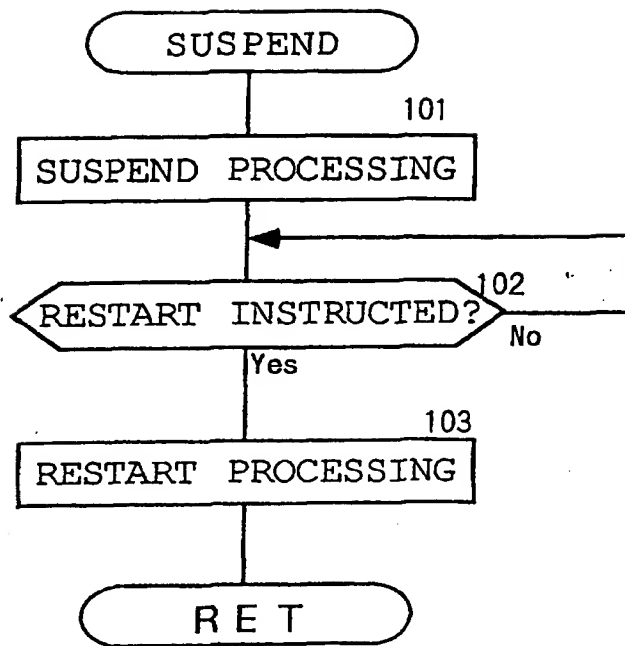 SUSPEND
101
SUSPEND PROCESSING
102
RESTART INSTRUCTED?
No
Yes
103
RESTART PROCESSING
RET